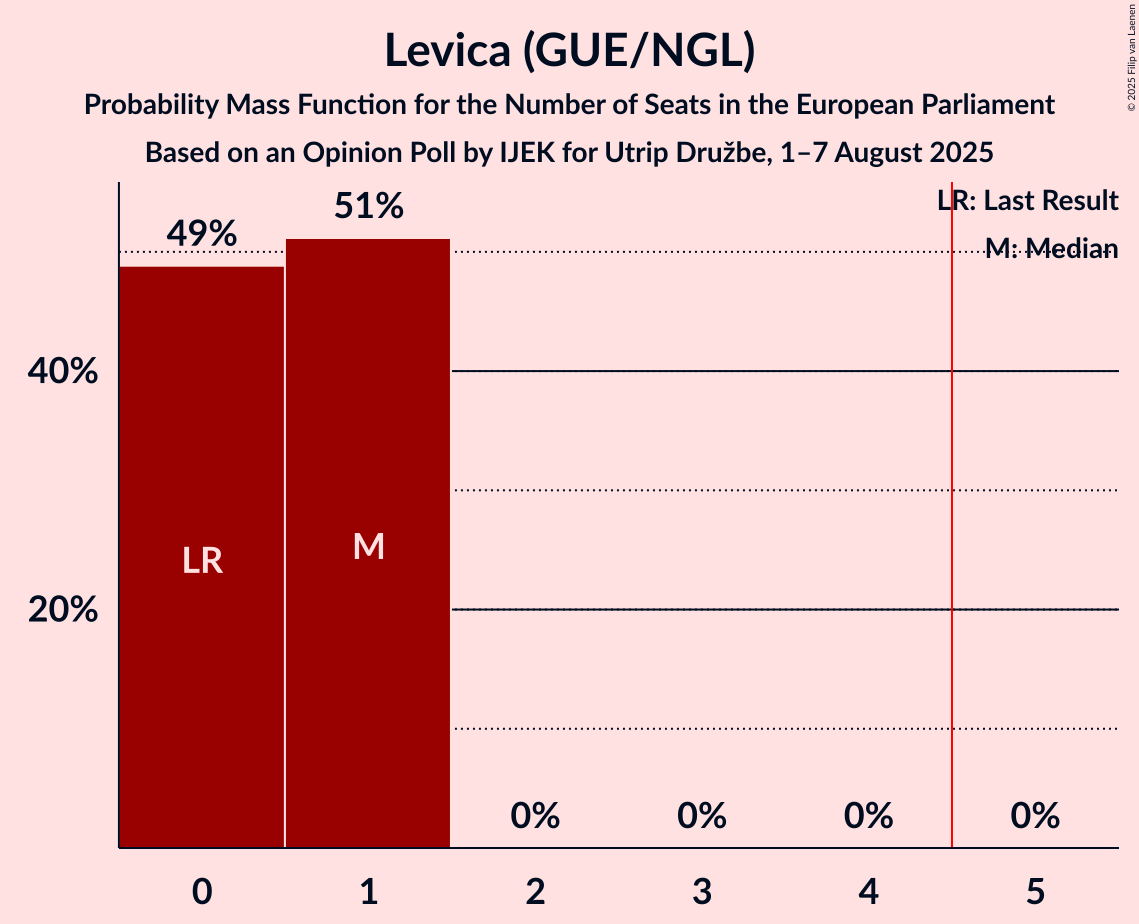 Levica (GUE/NGL)
Probability Mass Function for the Number of Seats in the European Parliament
Based on an Opinion Poll by IJEK for Utrip Družbe, 1–7 August 2025
© 2025 Filip van Laenen
LR: Last Result
M: Median
49%
51%
40%
20%
LR
M
0%
0%
0%
0%
0
1
2
3
4
5